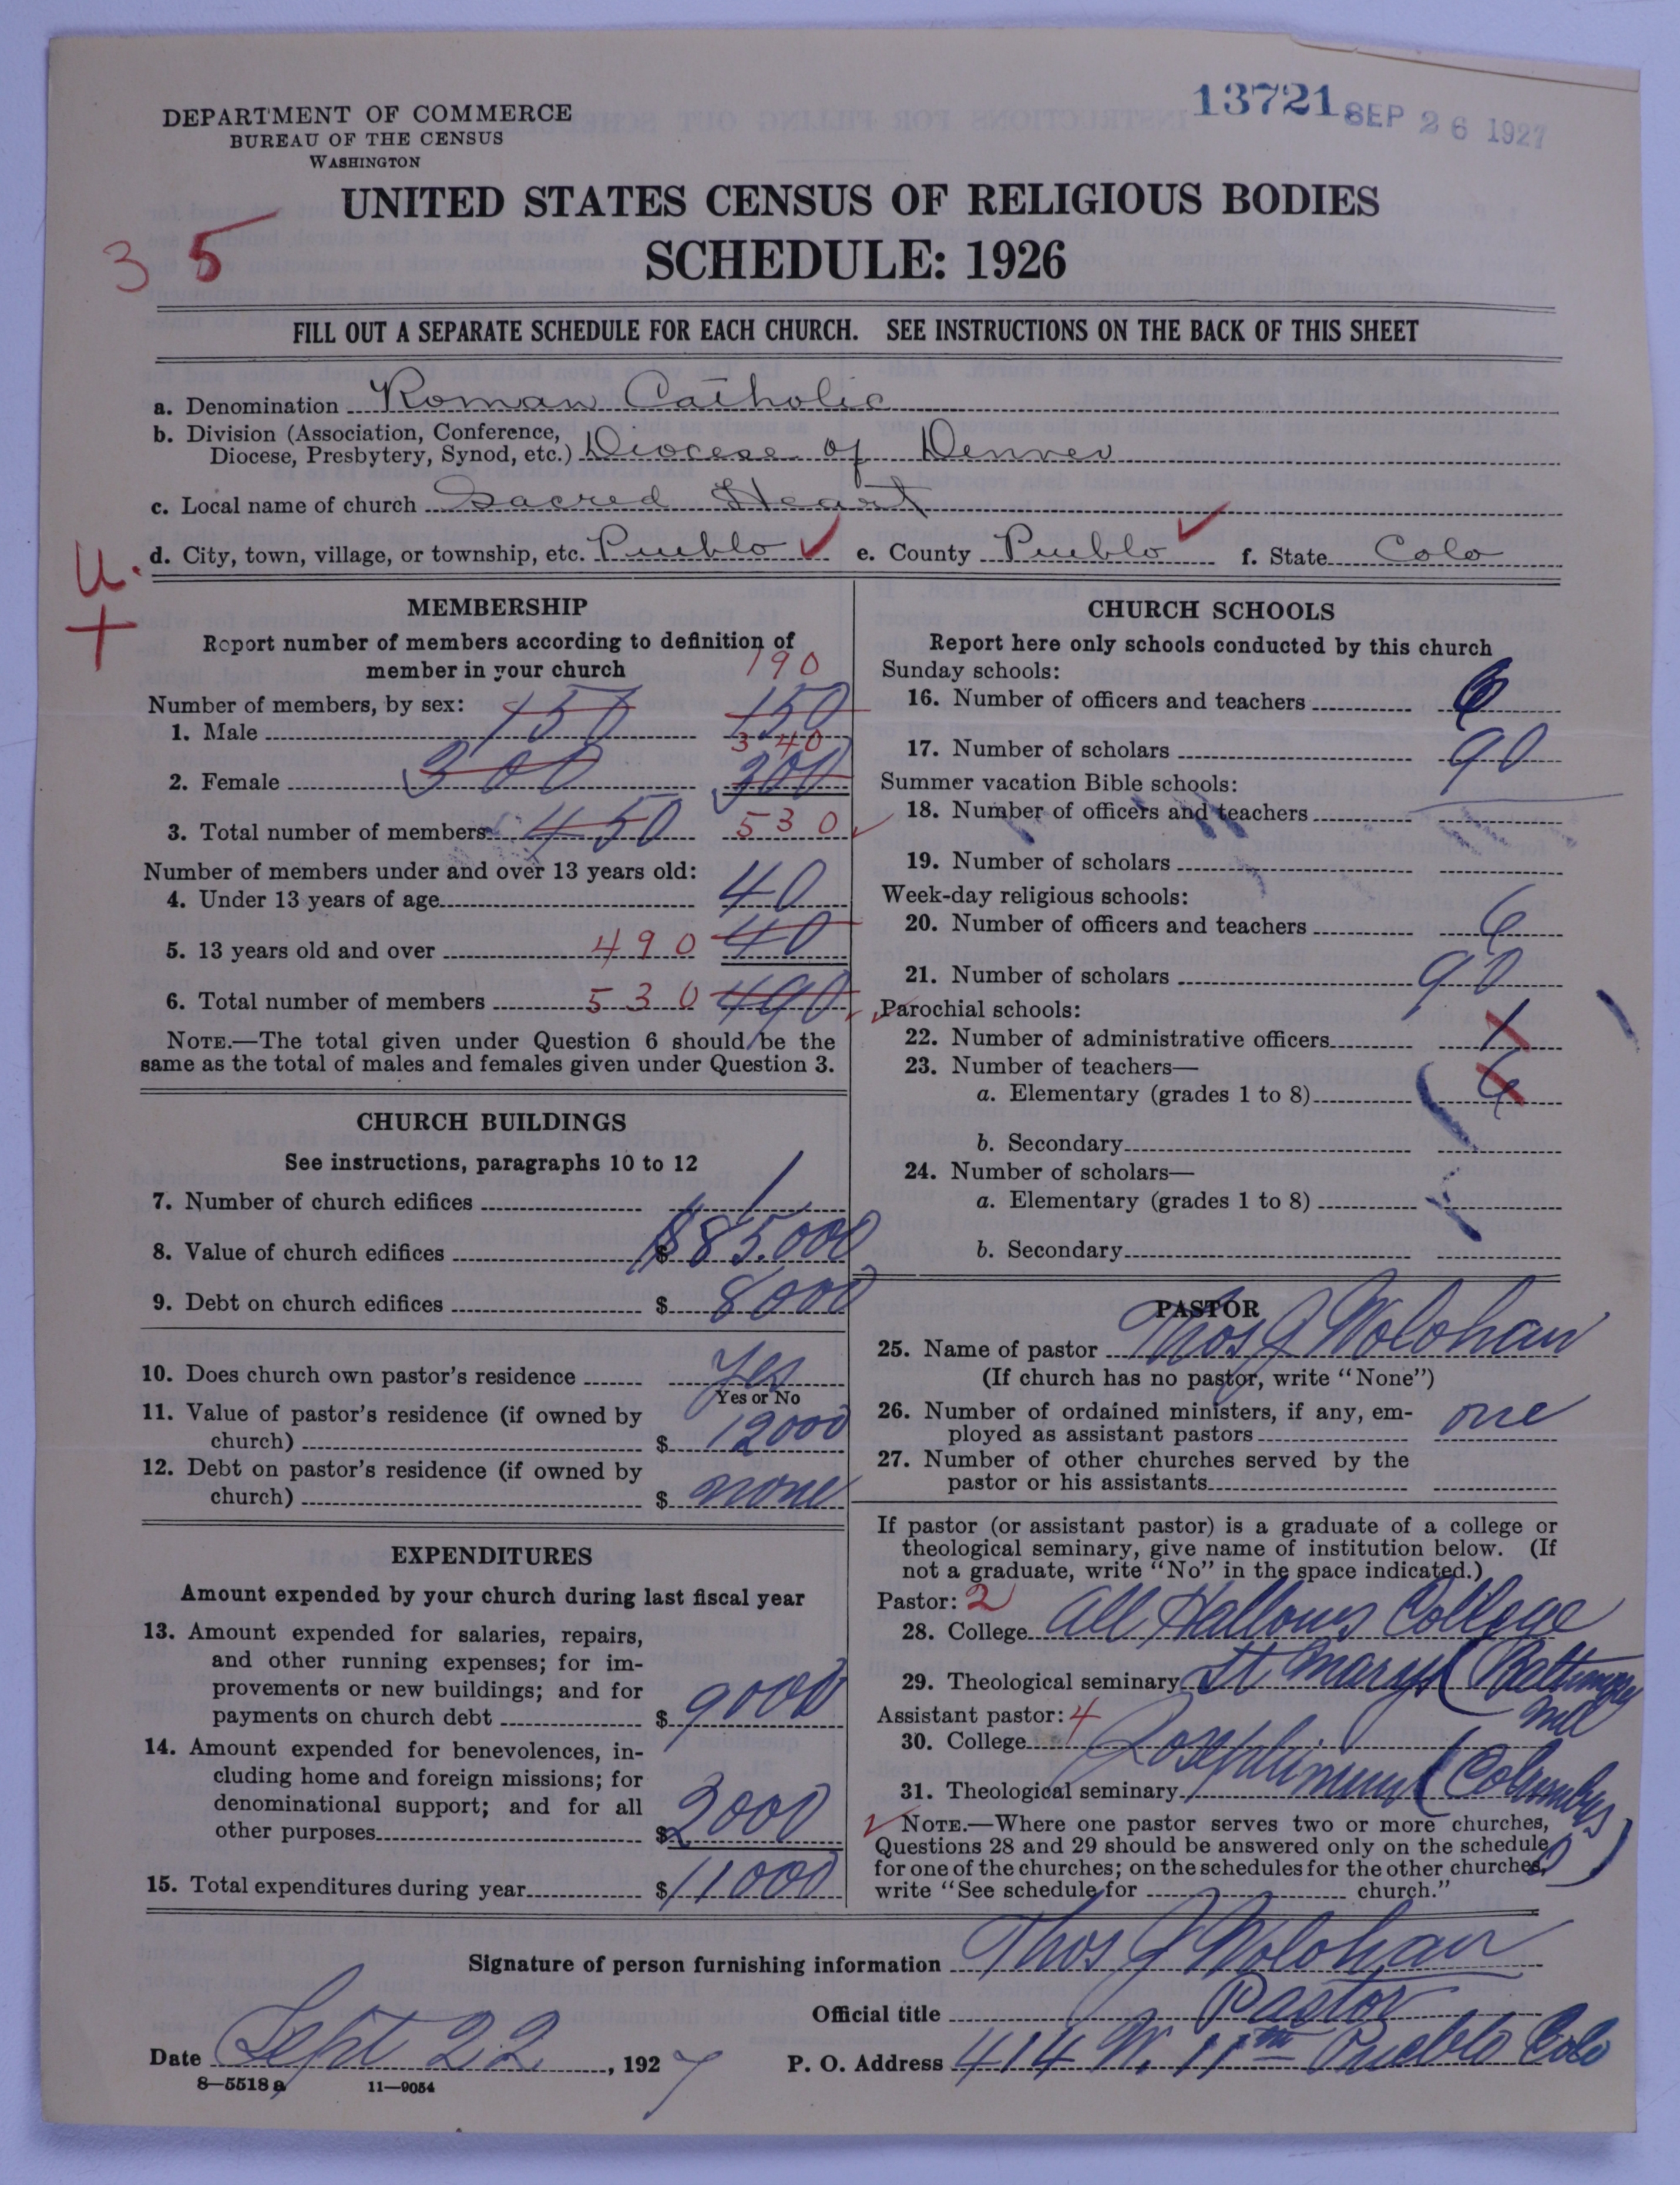 13721 SEP 26 1927
DEPARTMENT OF COMMERCE
BUREAU OF THE CENSUS
WASHINGTON
UNITED STATES CENSUS OF RELIGIOUS BODIES
SCHEDULE: 1926
35
FILL OUT A SEPARATE SCHEDULE FOR EACH CHURCH. SEE INSTRUCTIONS ON THE BACK OF THIS SHEET
a. Denomination Roman Catholic
b. Division (Association, Conference,
Diocese, Presbytery, Synod, etc.) Diocese of Denver
c. Local name of church Sacred Heart
d. City, town, village, or township, etc. Pueblo e. County Pueblo f. State Colo
U.
MEMBERSHIP
Report number of members according to definition of
member in your church
190
Number of members, by sex:
1. Male 150 150
340
2. Female 300 300
3. Total number of members 450 530
Number of members under and over 13 years old:
4. Under 13 years of age 40
5. 13 years old and over 490 40
6. Total number of members 530 490
NOTE.—The total given under Question 6 should be the
same as the total of males and females given under Question 3.
CHURCH BUILDINGS
See instructions, paragraphs 10 to 12
7. Number of church edifices 1
8. Value of church edifices $ $85,000
9. Debt on church edifices $ 8000
10. Does church own pastor's residence Yes
Yes or No
11. Value of pastor's residence (if owned by
church) $ 12000
12. Debt on pastor's residence (if owned by
church) $ none
EXPENDITURES
Amount expended by your church during last fiscal year
13. Amount expended for salaries, repairs,
and other running expenses; for im-
provements or new buildings; and for
payments on church debt $ 9000
14. Amount expended for benevolences, in-
cluding home and foreign missions; for
denominational support; and for all
other purposes $ 2000
15. Total expenditures during year $ 11000
CHURCH SCHOOLS
Report here only schools conducted by this church
Sunday schools:
16. Number of officers and teachers 6
17. Number of scholars 90
Summer vacation Bible schools:
18. Number of officers and teachers
19. Number of scholars
Week-day religious schools:
20. Number of officers and teachers 6
21. Number of scholars 90
Parochial schools:
22. Number of administrative officers 1
23. Number of teachers—
a. Elementary (grades 1 to 8) 6
b. Secondary
24. Number of scholars—
a. Elementary (grades 1 to 8)
b. Secondary
PASTOR
25. Name of pastor Thos J Wolohan
(If church has no pastor, write "None")
26. Number of ordained ministers, if any, em-
ployed as assistant pastors one
27. Number of other churches served by the
pastor or his assistants
If pastor (or assistant pastor) is a graduate of a college or
theological seminary, give name of institution below. (If
not a graduate, write "No" in the space indicated.)
Pastor: 2
28. College All Hallows College
29. Theological seminary St Marys (Baltimore
Md
Assistant pastor: 4
30. College
31. Theological seminary Josephinum (Columbus
O)
NOTE.—Where one pastor serves two or more churches,
Questions 28 and 29 should be answered only on the schedule
for one of the churches; on the schedules for the other churches,
write "See schedule for church."
Signature of person furnishing information Thos J Wolohan
Official title Pastor
Date Sept 22, 1927 P. O. Address 414 W. 11th Pueblo Colo
8—5518a 11—9054